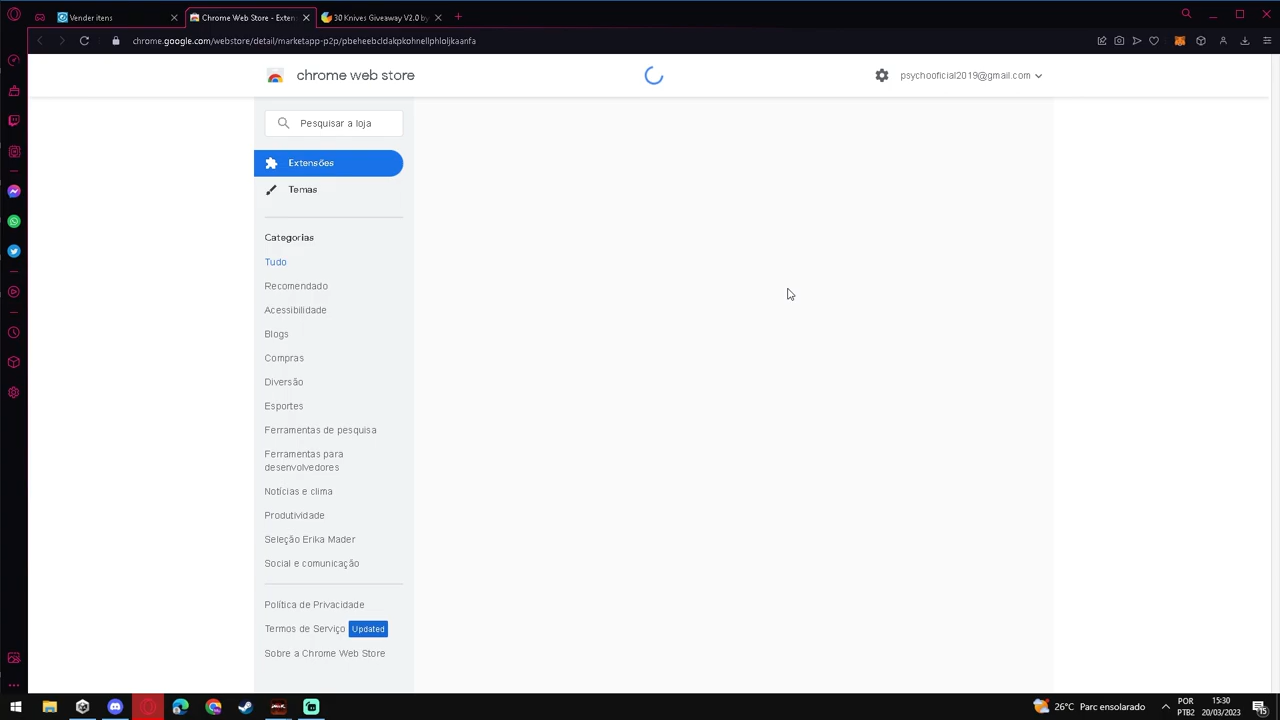 Vender itens
Chrome Web Store - Exten
30 Knives Giveaway V2.0 by
chrome.google.com/webstore/detail/marketapp-p2p/pbeheebcldakpkohnellphloljkaanfa
chrome web store
psychooficial2019@gmail.com
Pesquisar a loja
Extensões
Temas
Categorias
Tudo
Recomendado
Acessibilidade
Blogs
Compras
Diversão
Esportes
Ferramentas de pesquisa
Ferramentas para
desenvolvedores
Notícias e clima
Produtividade
Seleção Erika Mader
Social e comunicação
Política de Privacidade
Termos de Serviço Updated
Sobre a Chrome Web Store
26°C Parc ensolarado
POR
PTB2
15:30
20/03/2023
15